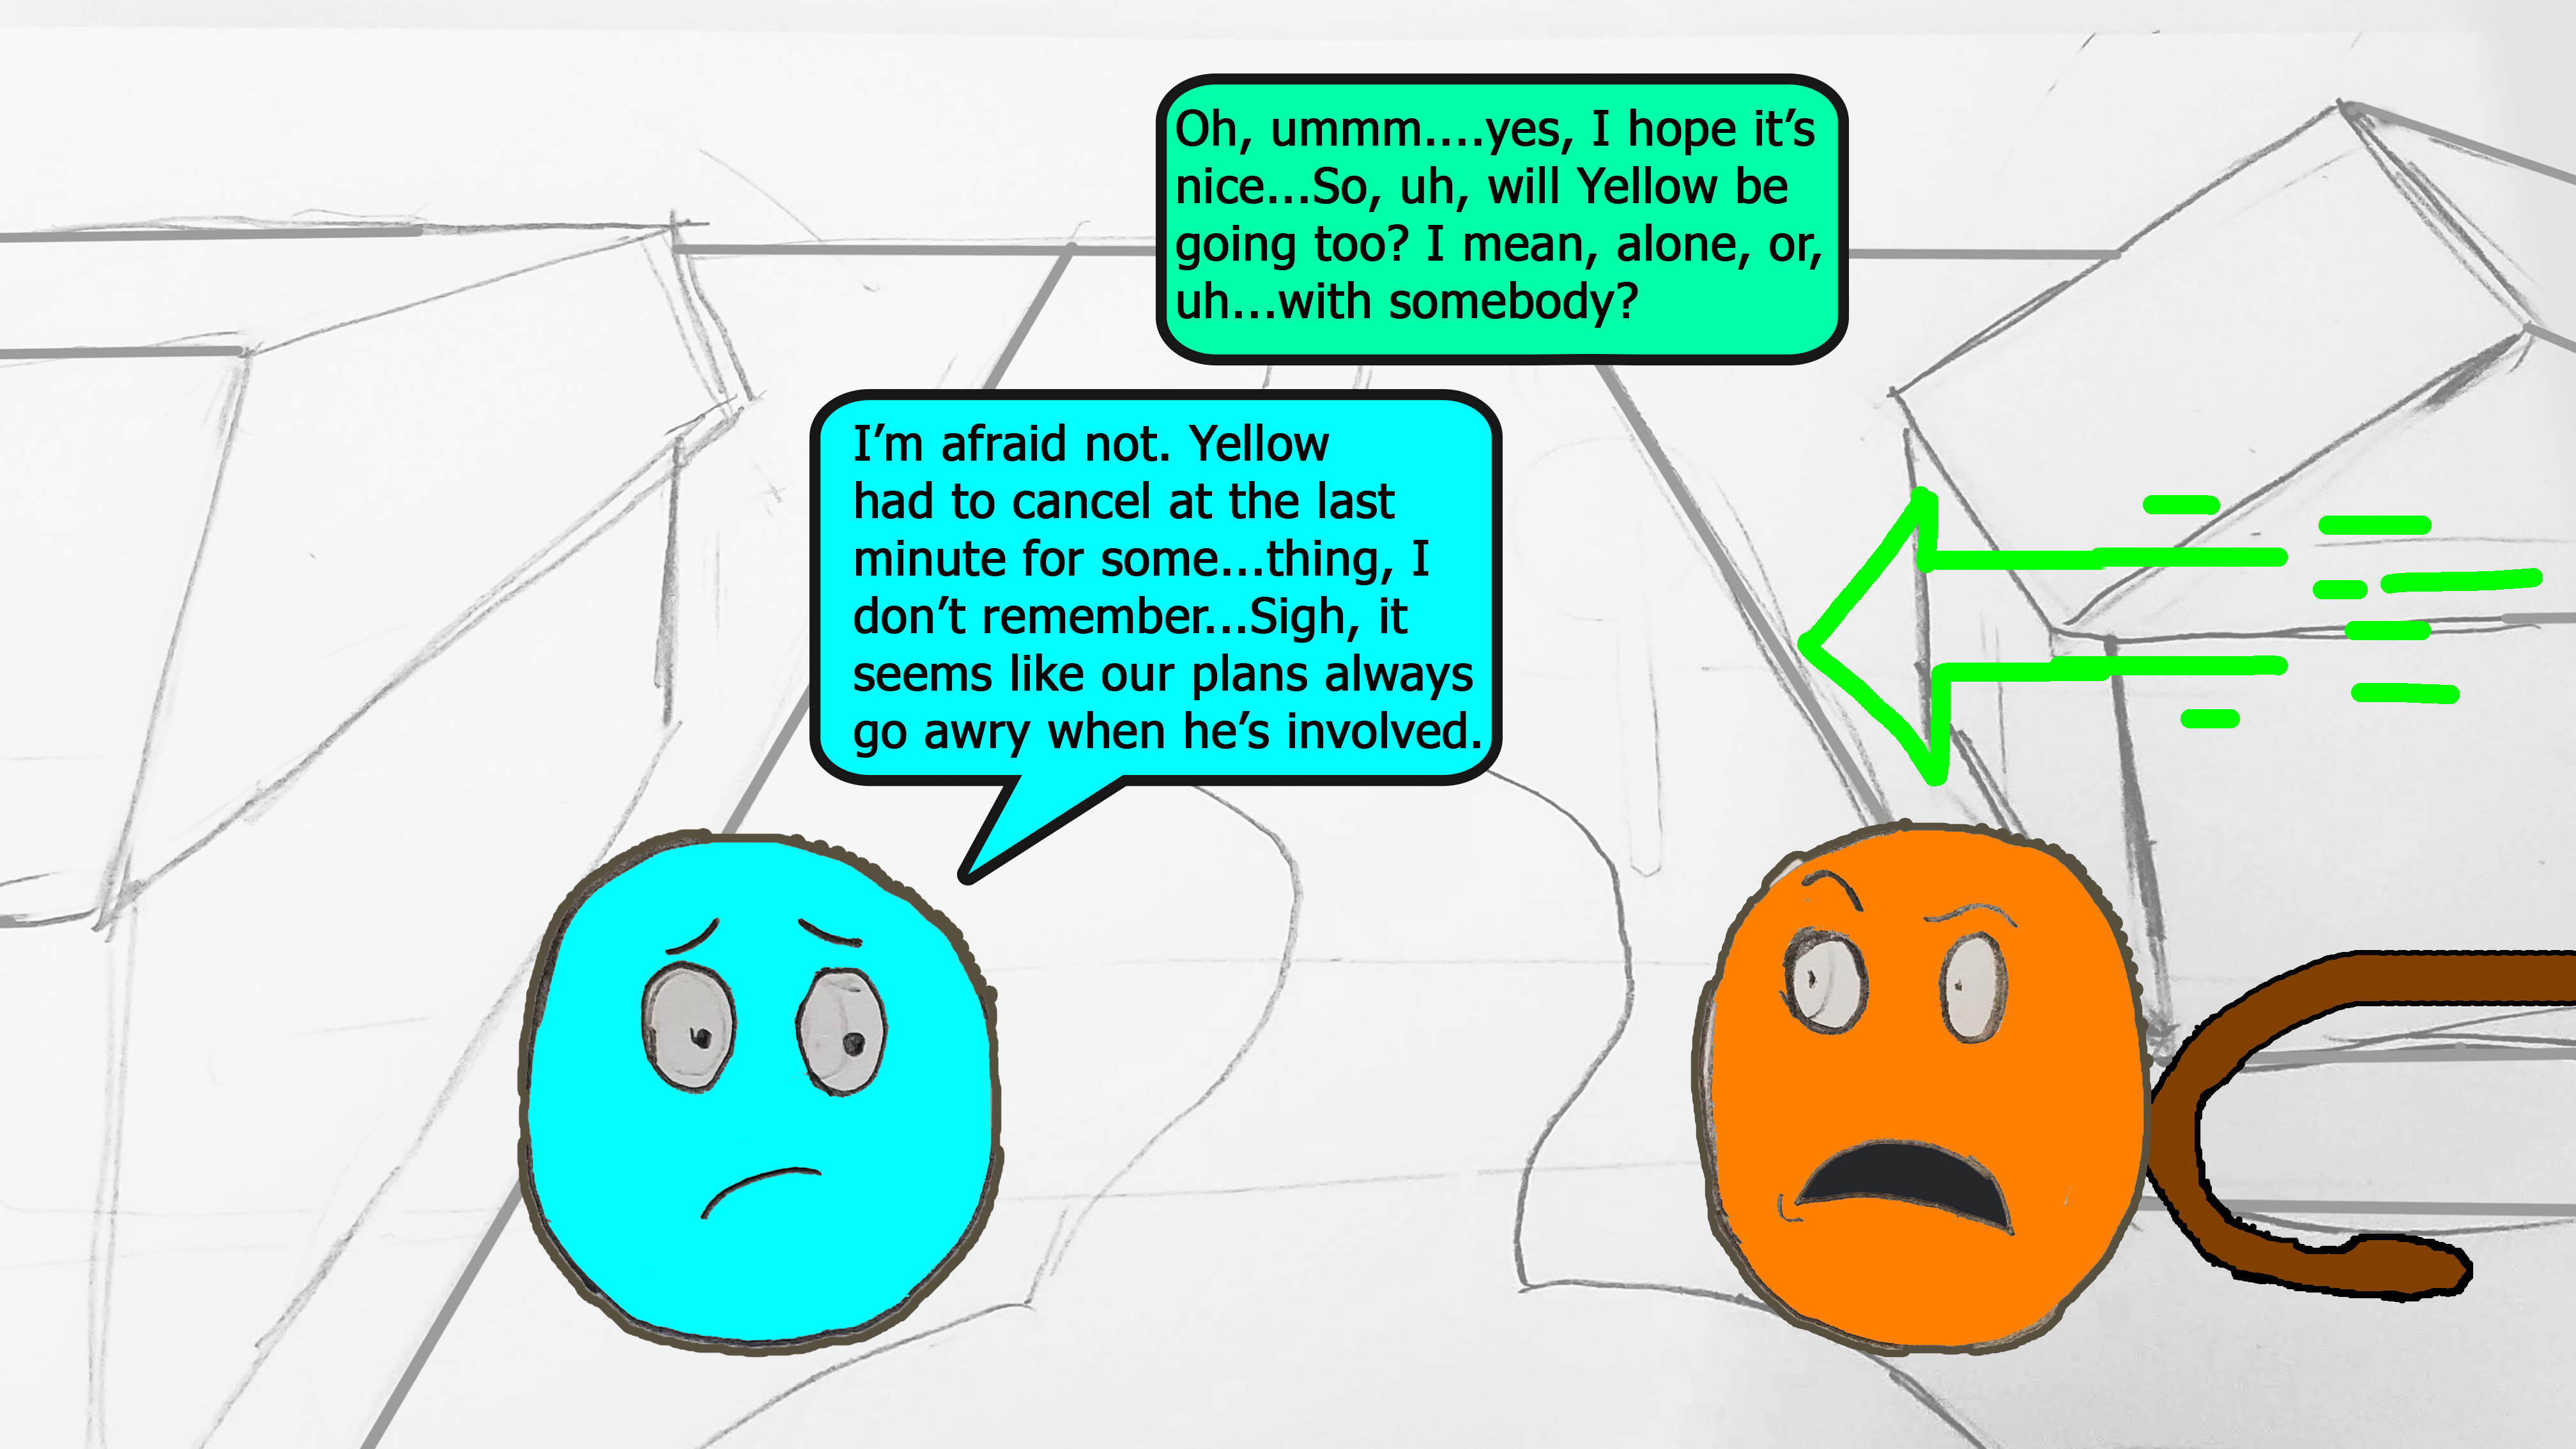 Oh, ummm....yes, I hope it’s
nice...So, uh, will Yellow be
going too? I mean, alone, or,
uh...with somebody?
I’m afraid not. Yellow
had to cancel at the last
minute for some...thing, I
don’t remember...Sigh, it
seems like our plans always
go awry when he’s involved.